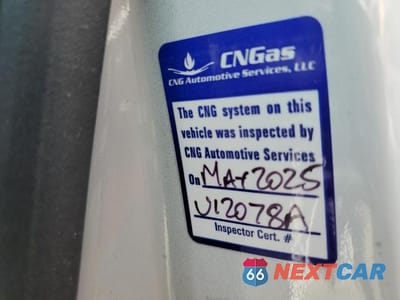 CNGas
CNG Automotive Services, LLC
The CNG system on this
vehicle was inspected by
CNG Automotive Services
On May 2025
V12078A
Inspector Cert. #
66 NEXTCAR